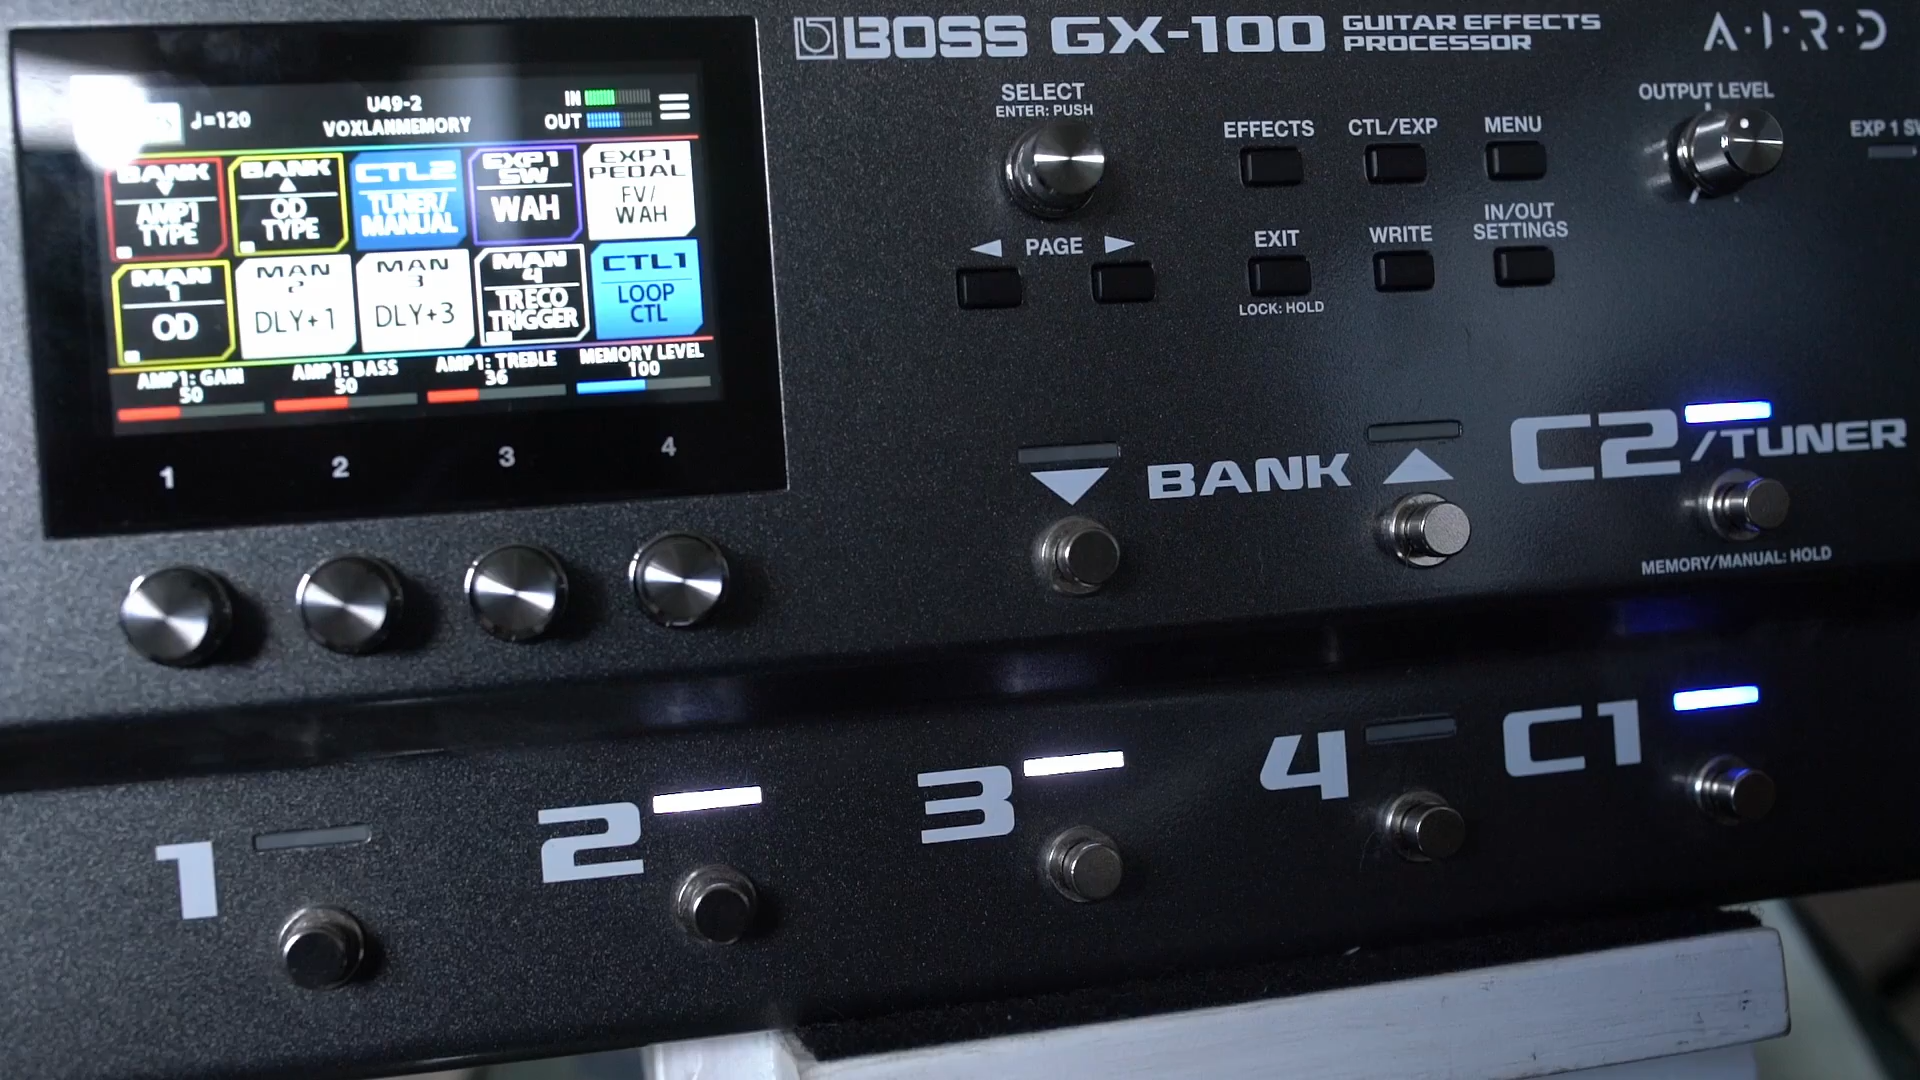 BOSS GX-100 GUITAR EFFECTS PROCESSOR
A·I·R·D
♩=120
U49-2
VOXLANMEMORY
IN
OUT
BANK ▼ AMP1 TYPE
BANK ▲ OD TYPE
CTL2 TUNER/ MANUAL
EXP1 SW WAH
EXP1 PEDAL FV/ WAH
MAN 1 OD
MAN 2 DLY+1
MAN 3 DLY+3
MAN 4 TRECO TRIGGER
CTL1 LOOP CTL
AMP1: GAIN 50
AMP1: BASS 50
AMP1: TREBLE 36
MEMORY LEVEL 100
1 2 3 4
SELECT
ENTER: PUSH
◀ PAGE ▶
EFFECTS
CTL/EXP
MENU
EXIT
LOCK: HOLD
WRITE
IN/OUT SETTINGS
OUTPUT LEVEL
EXP 1
▼ BANK ▲
C2/TUNER
MEMORY/MANUAL: HOLD
1 2 3 4 C1